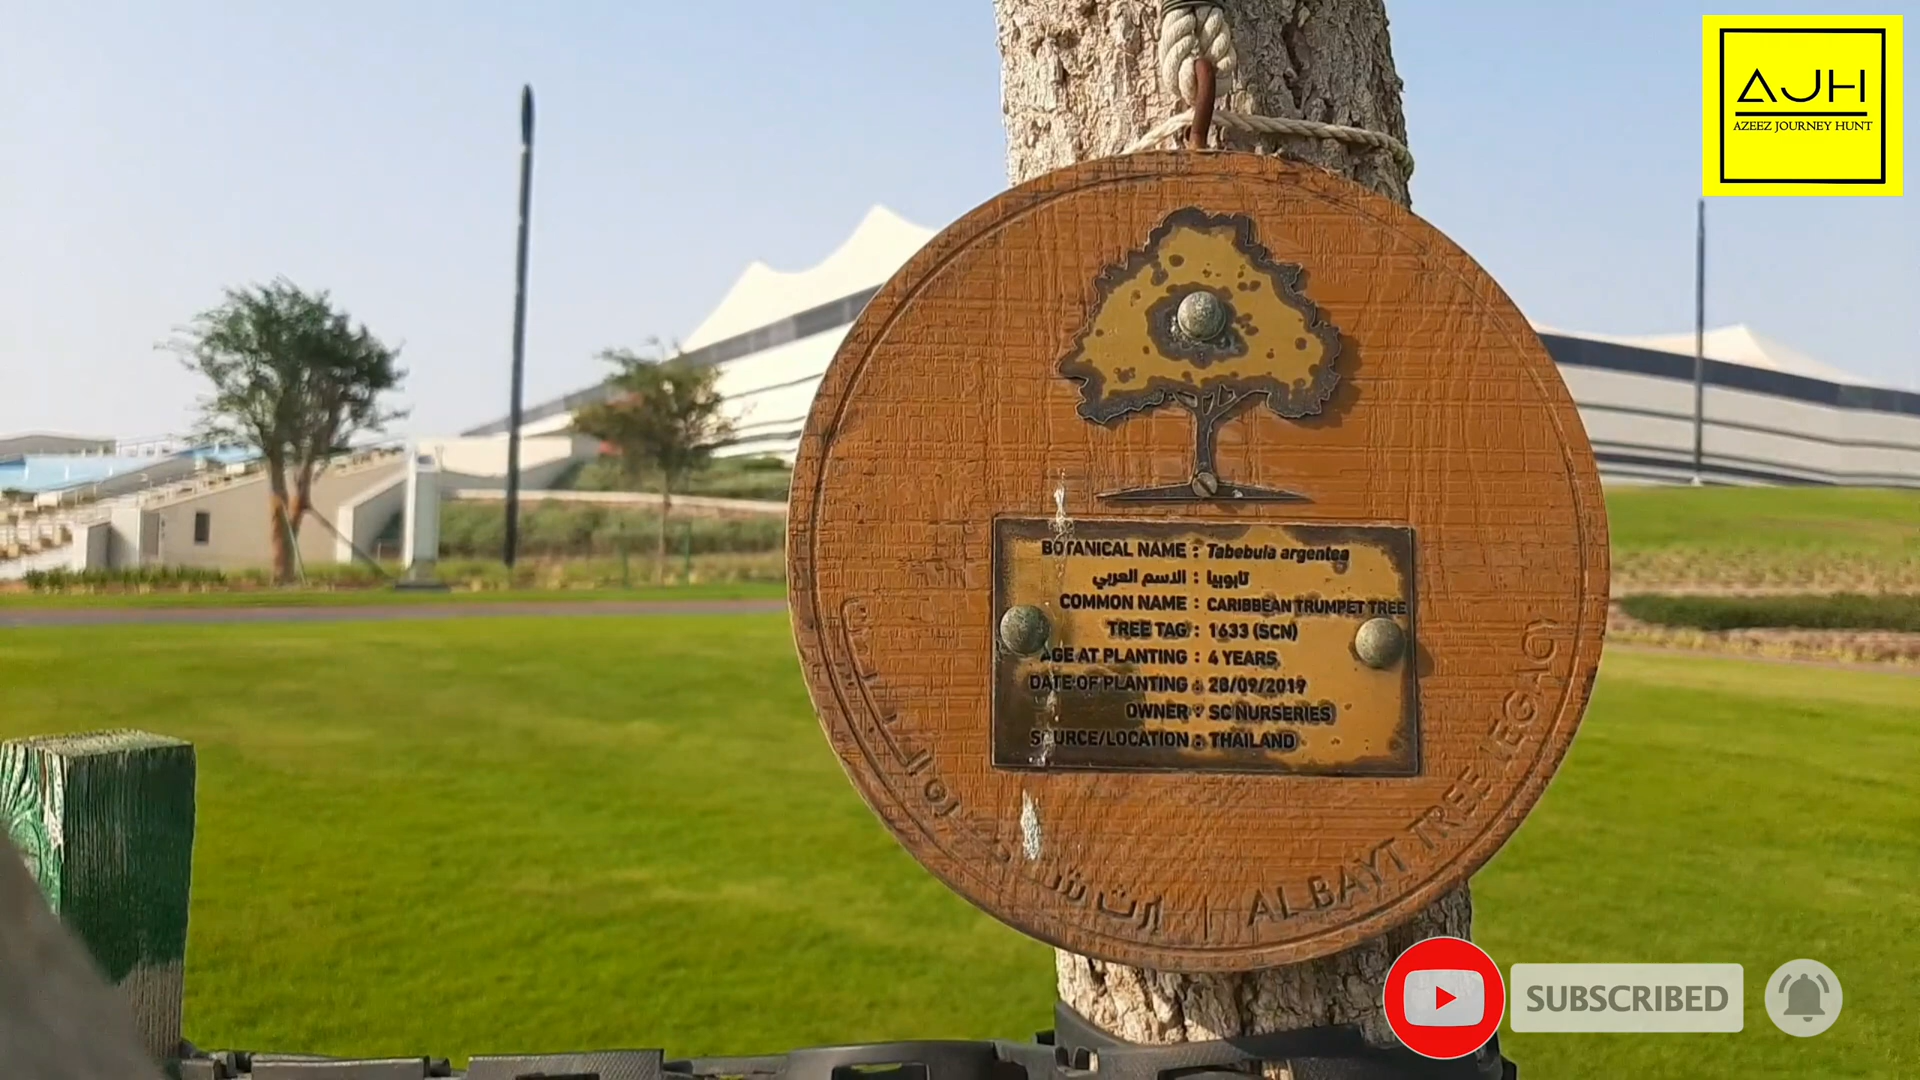 AJH
AZEEZ JOURNEY HUNT
BOTANICAL NAME : Tabebuia argentea
الاسم العربي : تابوبيا
COMMON NAME : CARIBBEAN TRUMPET TREE
TREE TAG : 1633 (SCN)
AGE AT PLANTING : 4 YEARS
DATE OF PLANTING : 28/09/2019
OWNER : SC NURSERIES
SOURCE/LOCATION : THAILAND
AL BAYT TREE LEGACY
SUBSCRIBED